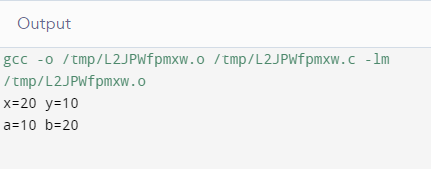 Output
gcc -o /tmp/L2JPWfpmxw.o /tmp/L2JPWfpmxw.c -lm
/tmp/L2JPWfpmxw.o
x=20 y=10
a=10 b=20